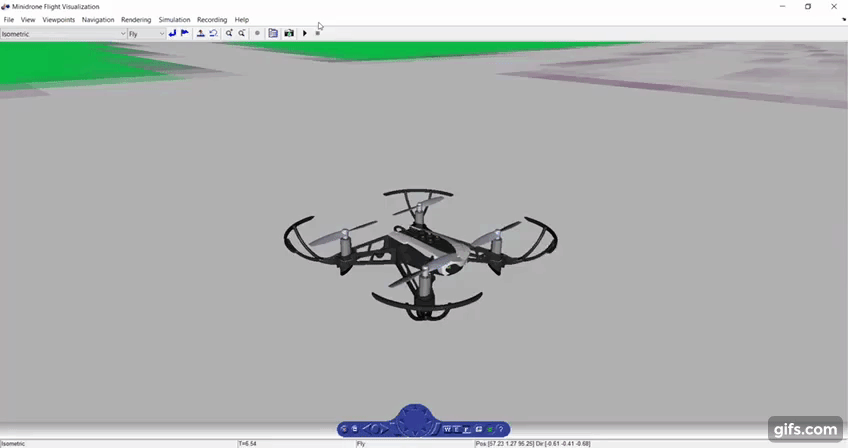 Minidrone Flight Visualization
File View Viewpoints Navigation Rendering Simulation Recording Help
Isometric Fly
W E F ?
Isometric T=6.54 Fly Pos:[57.23 1.27 95.25] Dir:[-0.61 -0.41 -0.68]
gifs.com